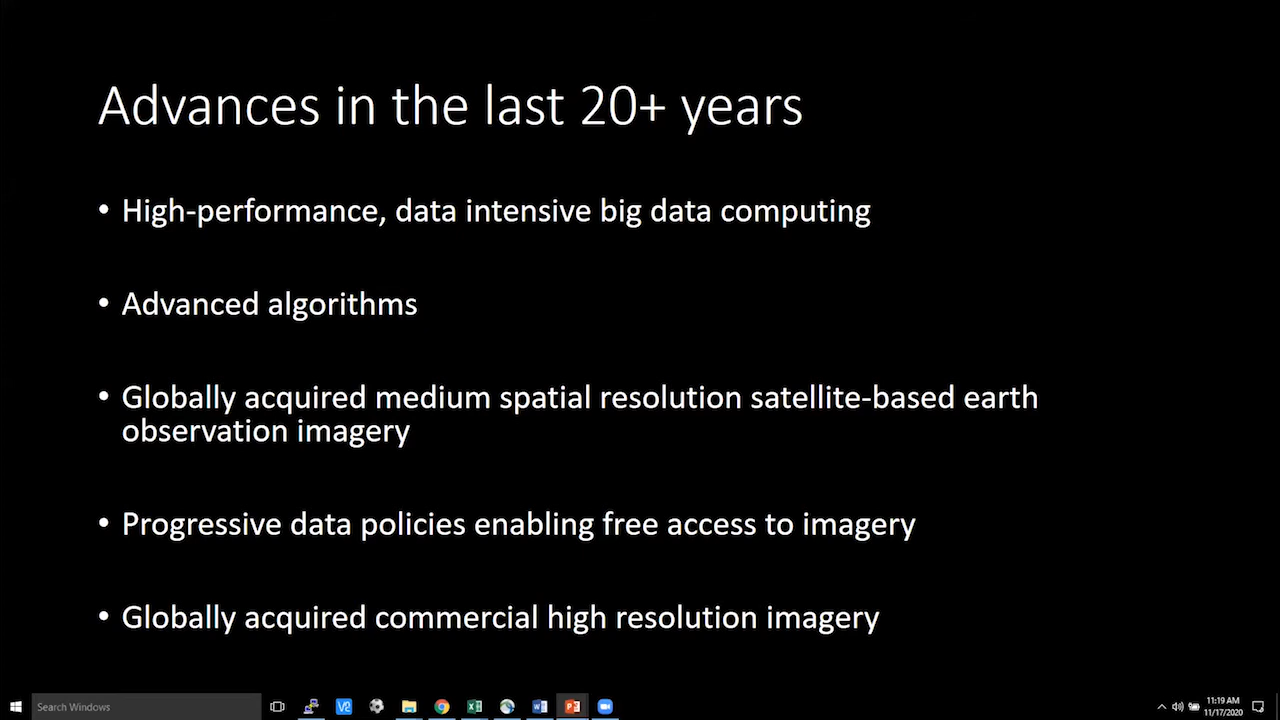 Advances in the last 20+ years
• High-performance, data intensive big data computing
• Advanced algorithms
• Globally acquired medium spatial resolution satellite-based earth
observation imagery
• Progressive data policies enabling free access to imagery
• Globally acquired commercial high resolution imagery
Search Windows
11:19 AM
11/17/2020